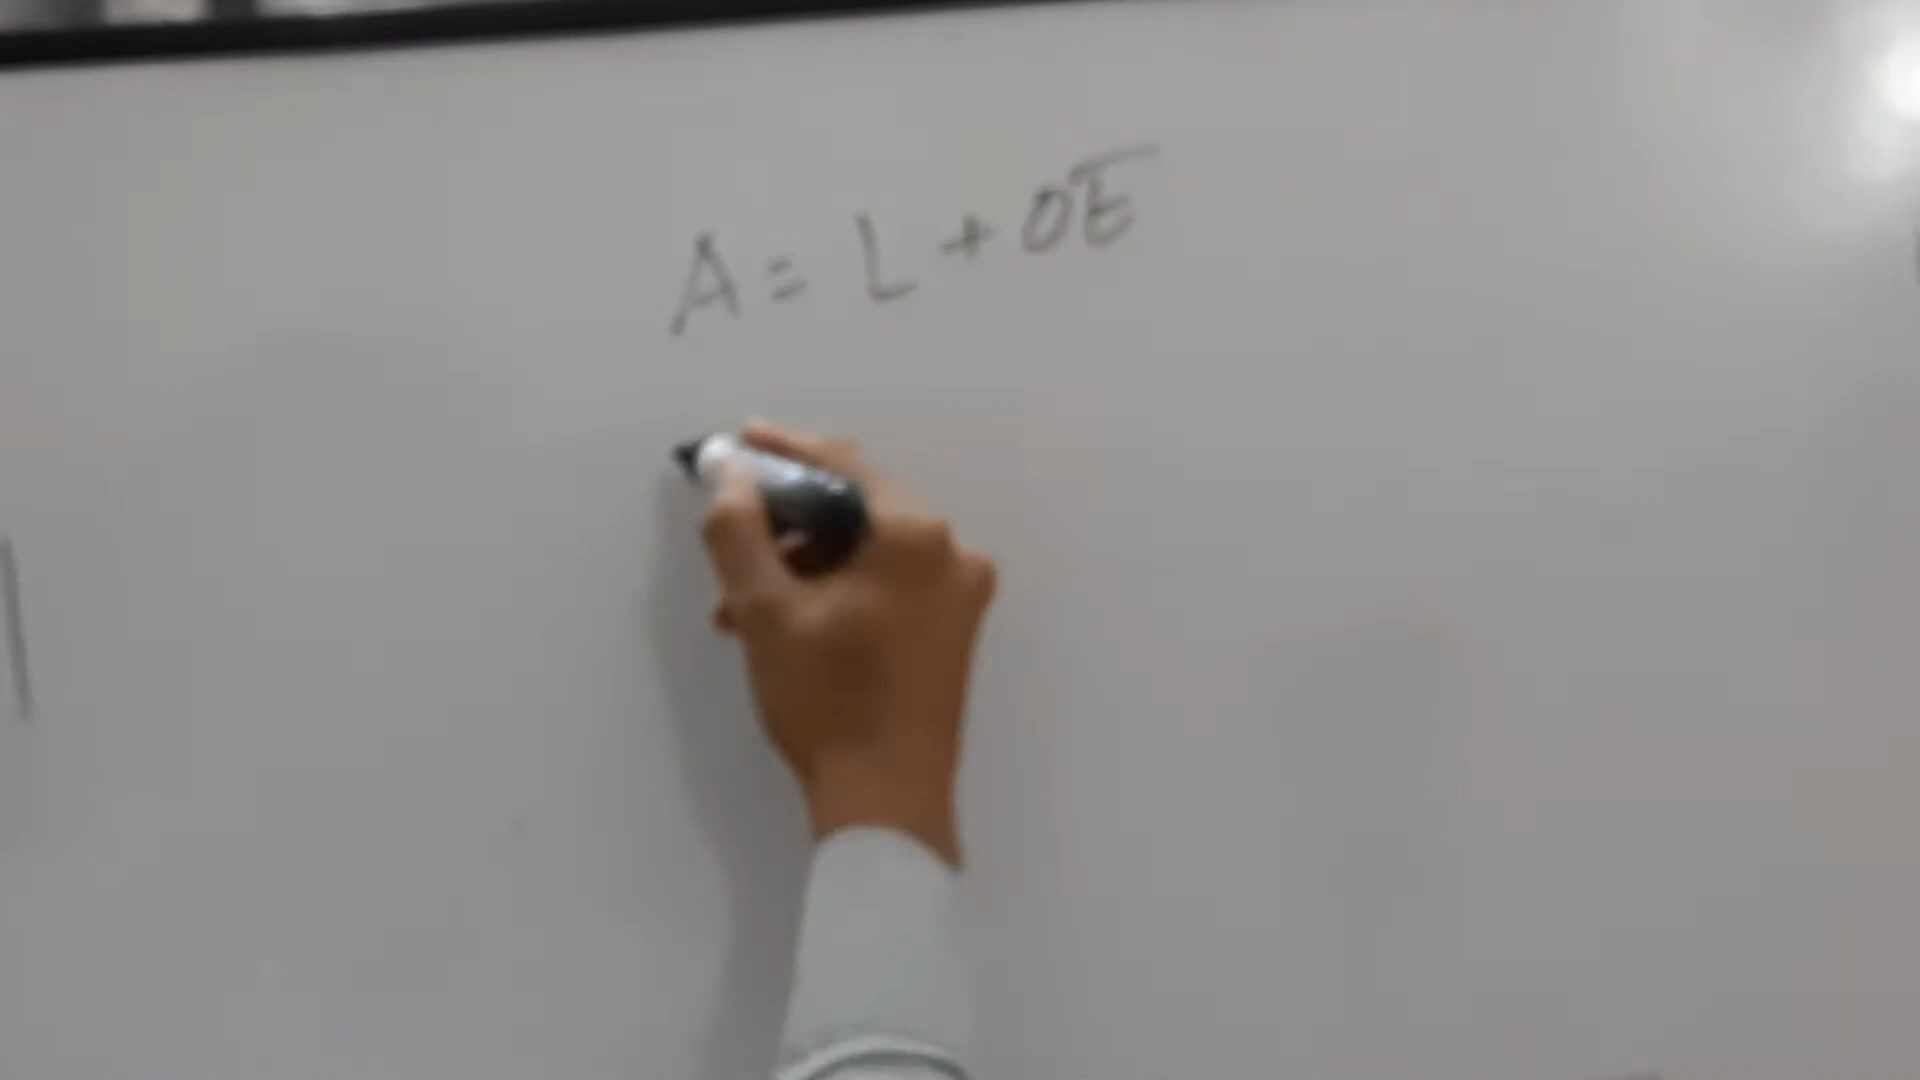 A = L + OE